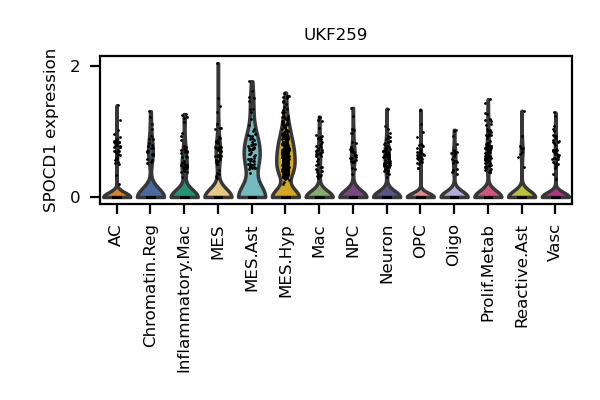 UKF259
SPOCD1 expression
2
0
AC
Chromatin.Reg
Inflammatory.Mac
MES
MES.Ast
MES.Hyp
Mac
NPC
Neuron
OPC
Oligo
Prolif.Metab
Reactive.Ast
Vasc